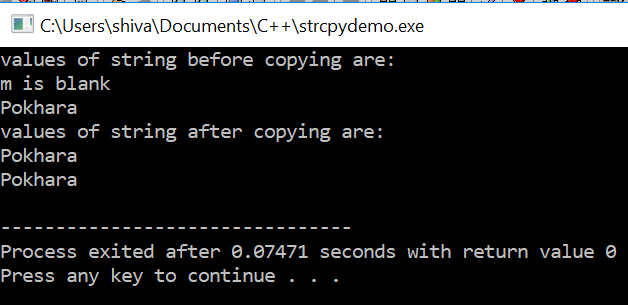 C:\Users\shiva\Documents\C++\strcpydemo.exe
values of string before copying are:
m is blank
Pokhara
values of string after copying are:
Pokhara
Pokhara
--------------------------------
Process exited after 0.07471 seconds with return value 0
Press any key to continue . . .